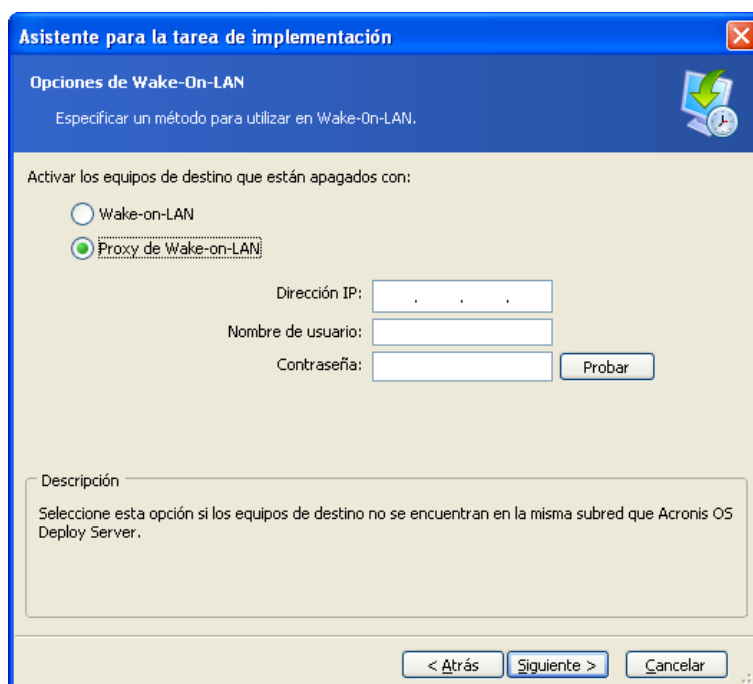 Asistente para la tarea de implementación
Opciones de Wake-On-LAN
Especificar un método para utilizar en Wake-On-LAN.
Activar los equipos de destino que están apagados con:
Wake-on-LAN
Proxy de Wake-on-LAN
Dirección IP: . . .
Nombre de usuario:
Contraseña: Probar
Descripción
Seleccione esta opción si los equipos de destino no se encuentran en la misma subred que Acronis OS
Deploy Server.
< Atrás Siguiente > Cancelar